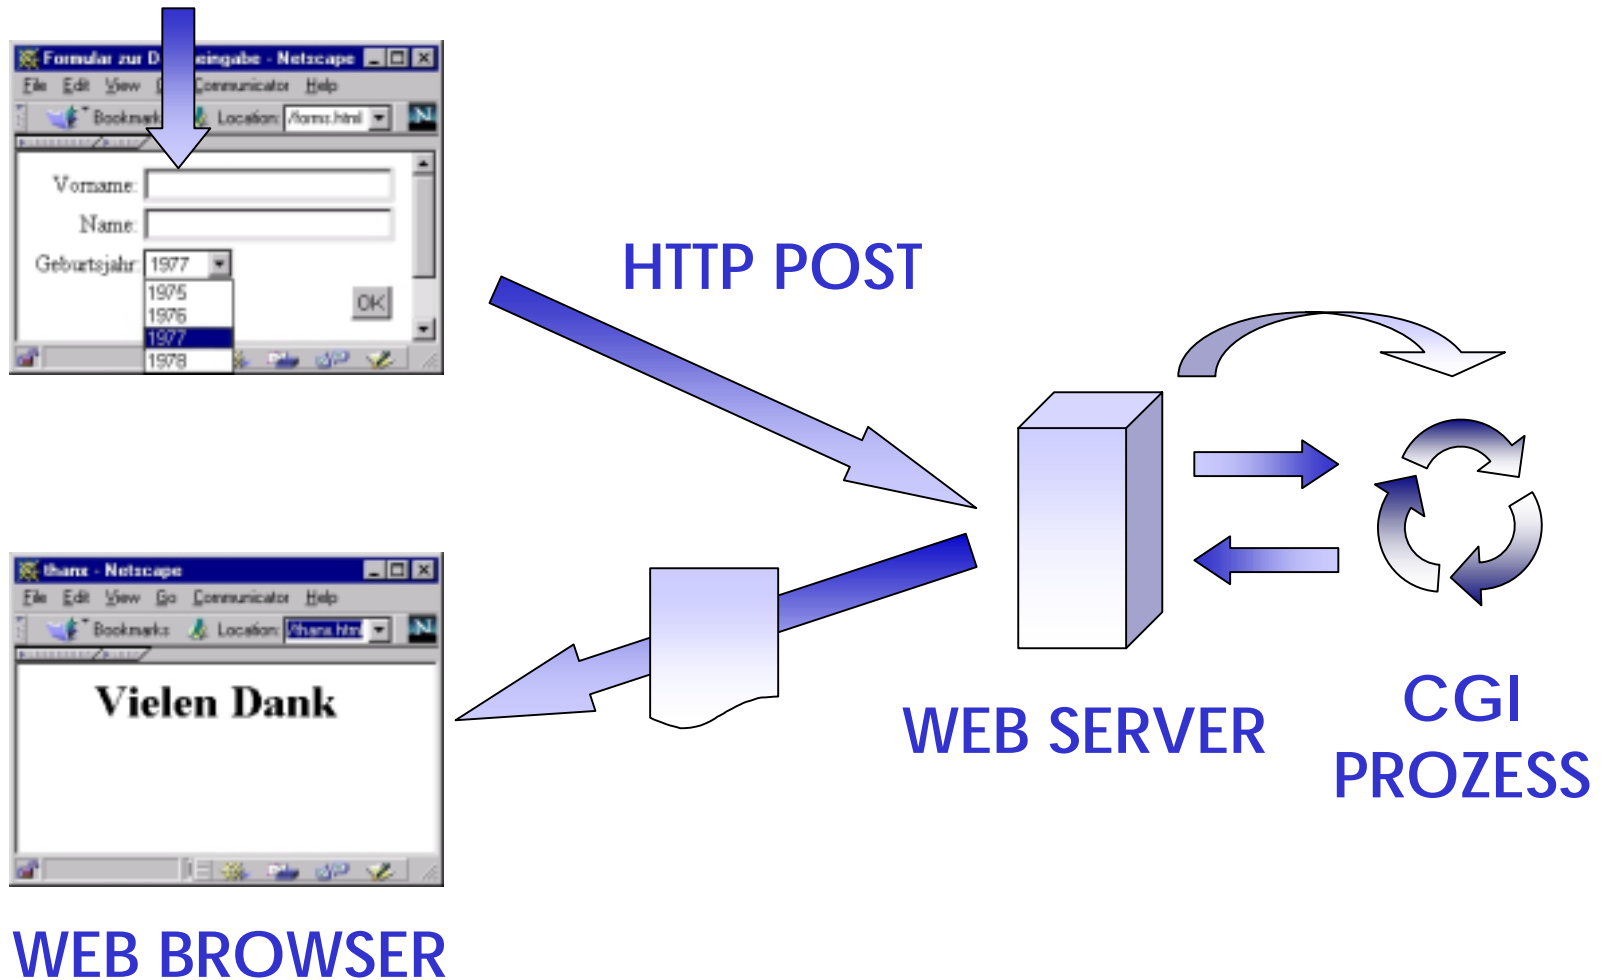 Formular zur D eingabe - Netscape
File Edit View Communicator Help
Bookmark Location: /forms.html
N
Vorname:
Name:
Geburtsjahr: 1977
1975
1976
1977
1978
OK
HTTP POST
thanx - Netscape
File Edit View Go Communicator Help
Bookmarks Location: /thanx.html
N
Vielen Dank
WEB SERVER
CGI
PROZESS
WEB BROWSER